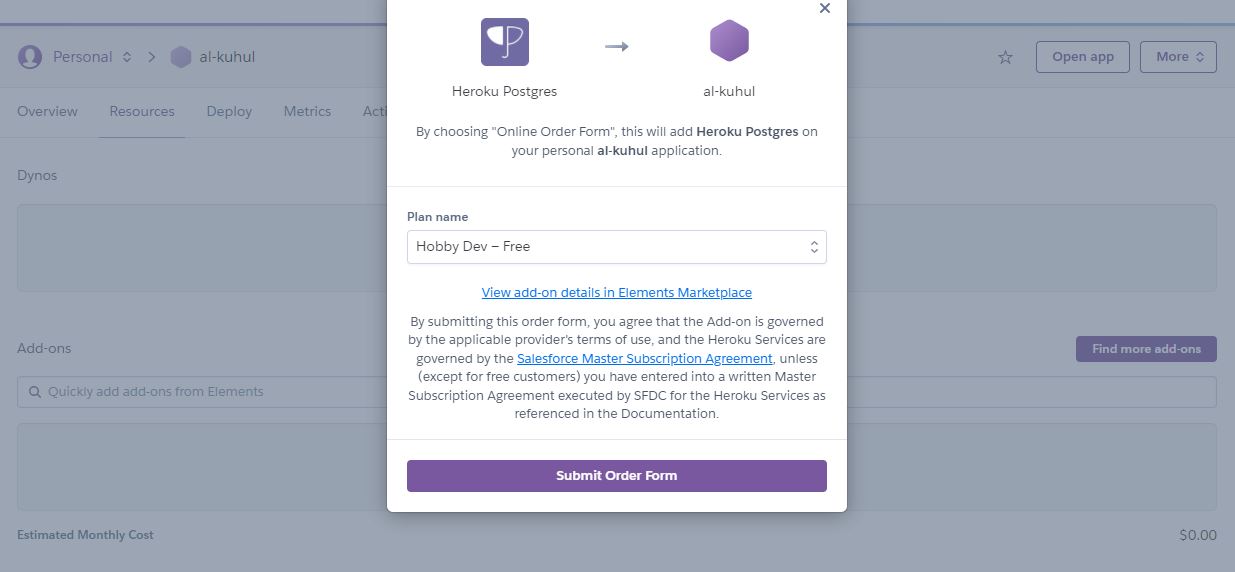 Personal
al-kuhul
Open app
More
Overview
Resources
Deploy
Metrics
Acti
Dynos
Add-ons
Find more add-ons
Quickly add add-ons from Elements
Estimated Monthly Cost
$0.00
Heroku Postgres
al-kuhul
By choosing "Online Order Form", this will add Heroku Postgres on
your personal al-kuhul application.
Plan name
Hobby Dev – Free
View add-on details in Elements Marketplace
By submitting this order form, you agree that the Add-on is governed
by the applicable provider's terms of use, and the Heroku Services are
governed by the Salesforce Master Subscription Agreement, unless
(except for free customers) you have entered into a written Master
Subscription Agreement executed by SFDC for the Heroku Services as
referenced in the Documentation.
Submit Order Form